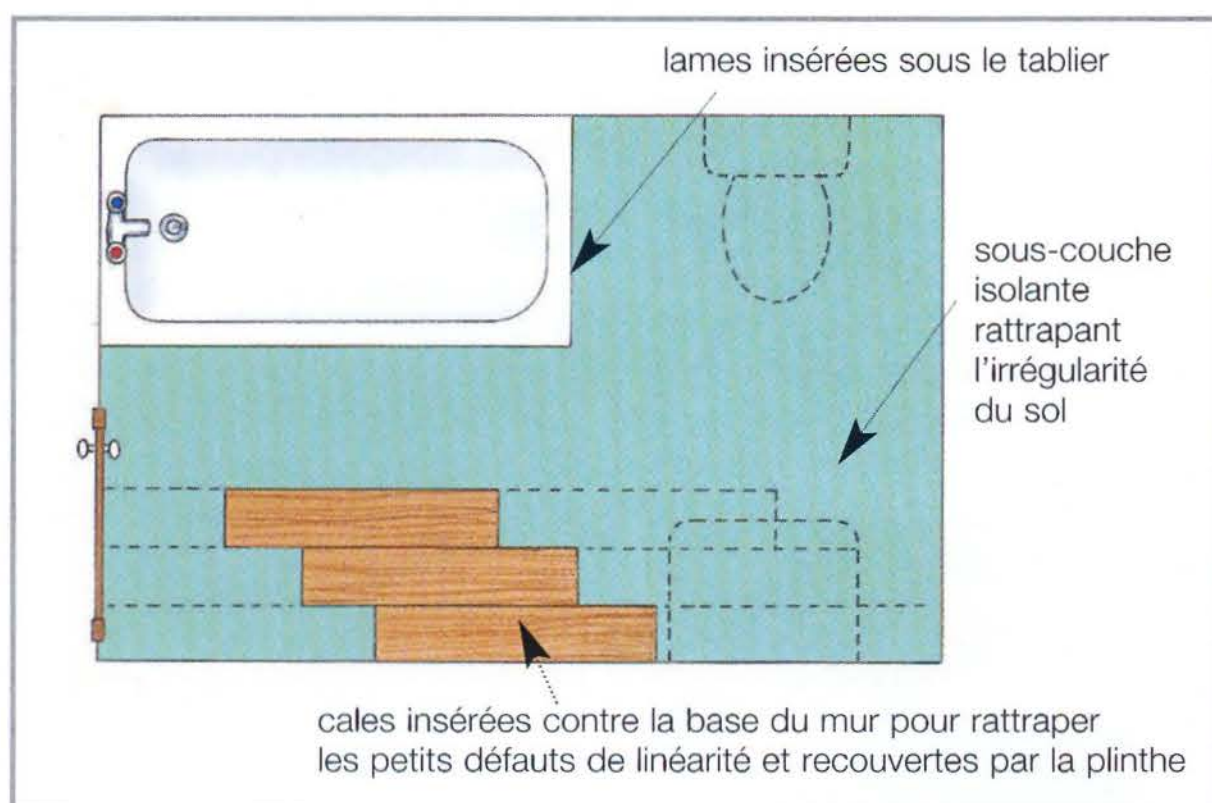 lames insérées sous le tablier
sous-couche
isolante
rattrapant
l'irrégularité
du sol
cales insérées contre la base du mur pour rattraper
les petits défauts de linéarité et recouvertes par la plinthe